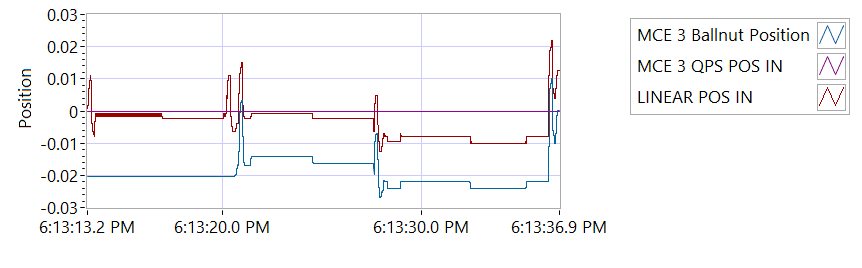 0.03
0.02
0.01
0
-0.01
-0.02
-0.03
Position
6:13:13.2 PM
6:13:20.0 PM
6:13:30.0 PM
6:13:36.9 PM
MCE 3 Ballnut Position
MCE 3 QPS POS IN
LINEAR POS IN